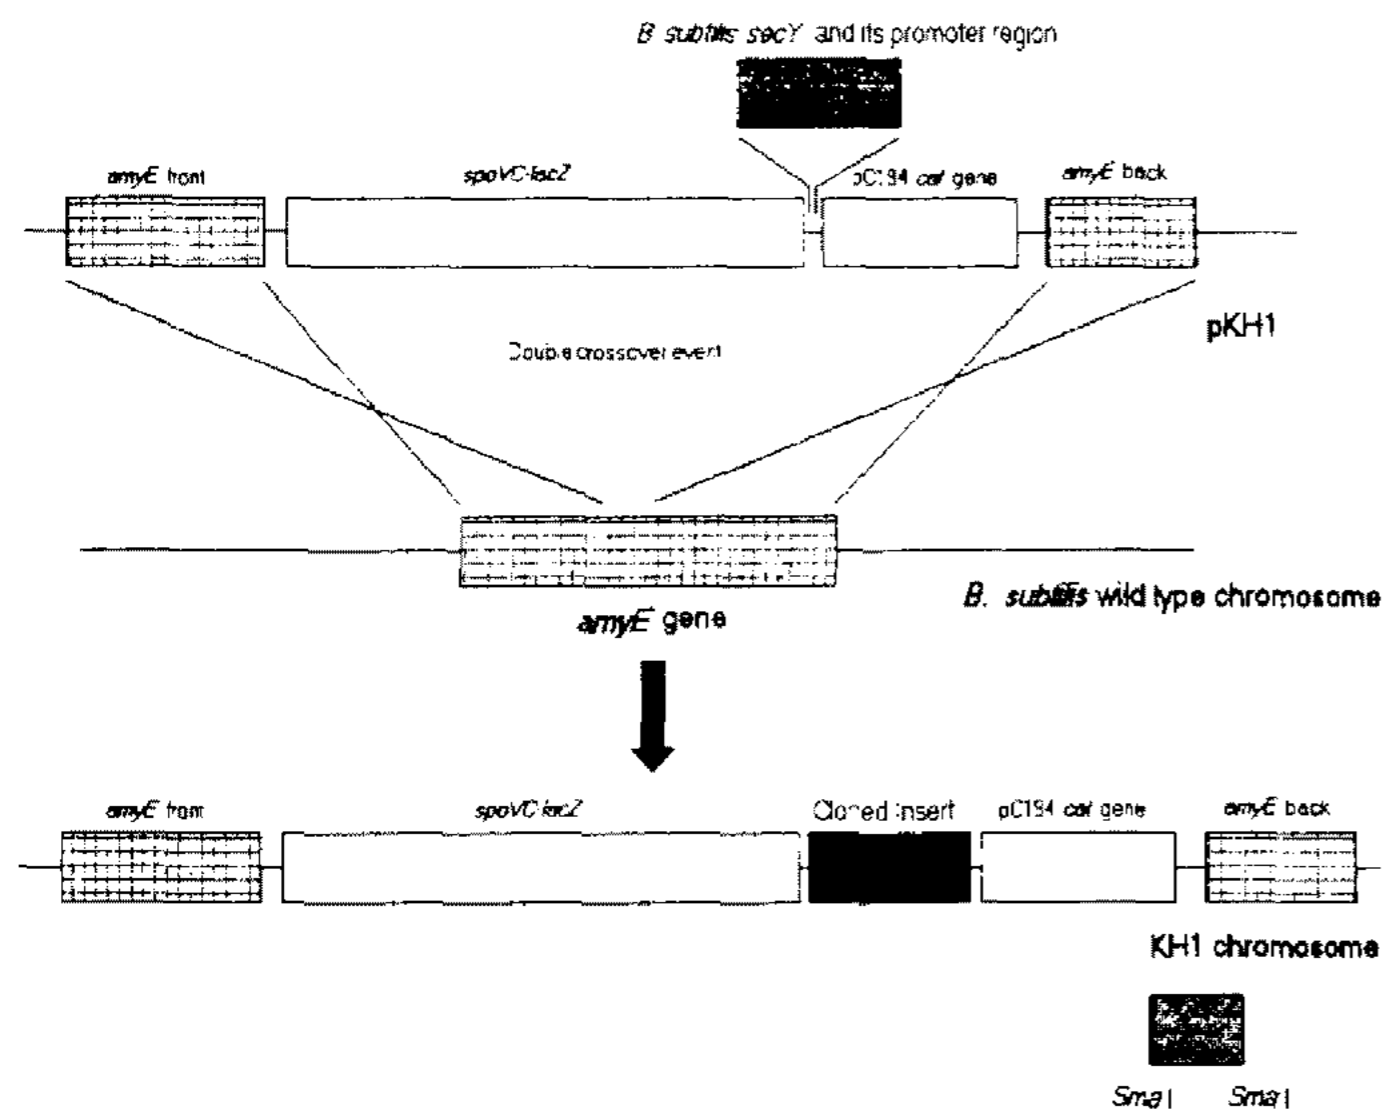 B. subtilis secY and its promoter region
amyE front
spoVC-lacZ
pC194 cat gene
amyE back
pKH1
Double crossover event
B. subtilis wild type chromosome
amyE gene
amyE front
spoVC-lacZ
Cloned insert
pC194 cat gene
amyE back
KH1 chromosome
Sma I
Sma I